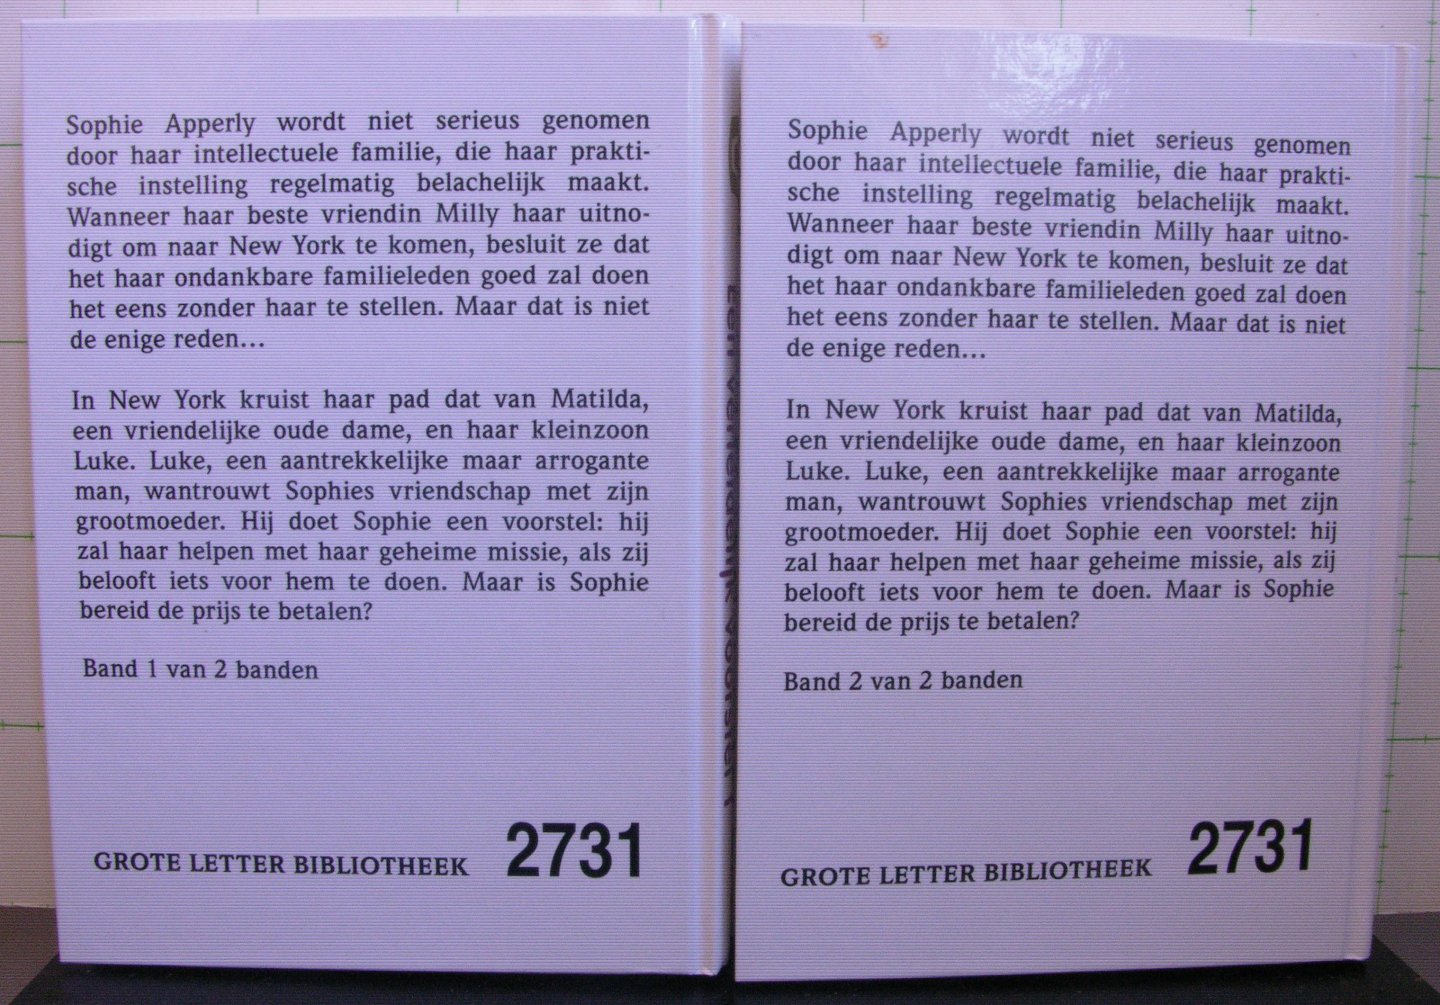 Sophie Apperly wordt niet serieus genomen
door haar intellectuele familie, die haar prakti-
sche instelling regelmatig belachelijk maakt.
Wanneer haar beste vriendin Milly haar uitno-
digt om naar New York te komen, besluit ze dat
het haar ondankbare familieleden goed zal doen
het eens zonder haar te stellen. Maar dat is niet
de enige reden...
In New York kruist haar pad dat van Matilda,
een vriendelijke oude dame, en haar kleinzoon
Luke. Luke, een aantrekkelijke maar arrogante
man, wantrouwt Sophies vriendschap met zijn
grootmoeder. Hij doet Sophie een voorstel: hij
zal haar helpen met haar geheime missie, als zij
belooft iets voor hem te doen. Maar is Sophie
bereid de prijs te betalen?
Band 1 van 2 banden
GROTE LETTER BIBLIOTHEEK 2731
Sophie Apperly wordt niet serieus genomen
door haar intellectuele familie, die haar prakti-
sche instelling regelmatig belachelijk maakt.
Wanneer haar beste vriendin Milly haar uitno-
digt om naar New York te komen, besluit ze dat
het haar ondankbare familieleden goed zal doen
het eens zonder haar te stellen. Maar dat is niet
de enige reden...
In New York kruist haar pad dat van Matilda,
een vriendelijke oude dame, en haar kleinzoon
Luke. Luke, een aantrekkelijke maar arrogante
man, wantrouwt Sophies vriendschap met zijn
grootmoeder. Hij doet Sophie een voorstel: hij
zal haar helpen met haar geheime missie, als zij
belooft iets voor hem te doen. Maar is Sophie
bereid de prijs te betalen?
Band 2 van 2 banden
GROTE LETTER BIBLIOTHEEK 2731